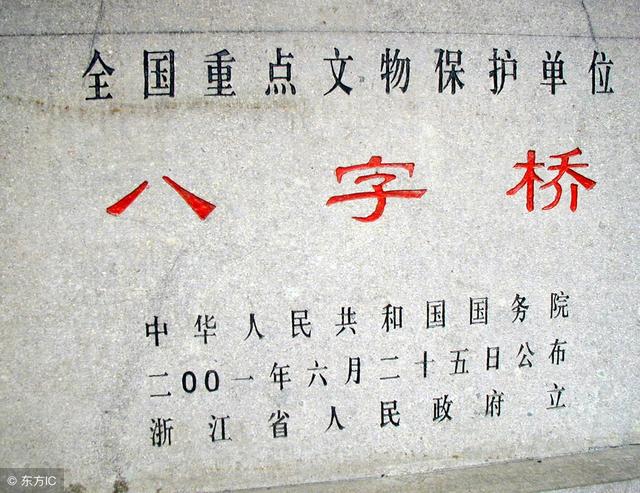 全国重点文物保护单位
八字桥
中华人民共和国国务院
二00一年六月二十五日公布
浙江省人民政府立
© 东方IC